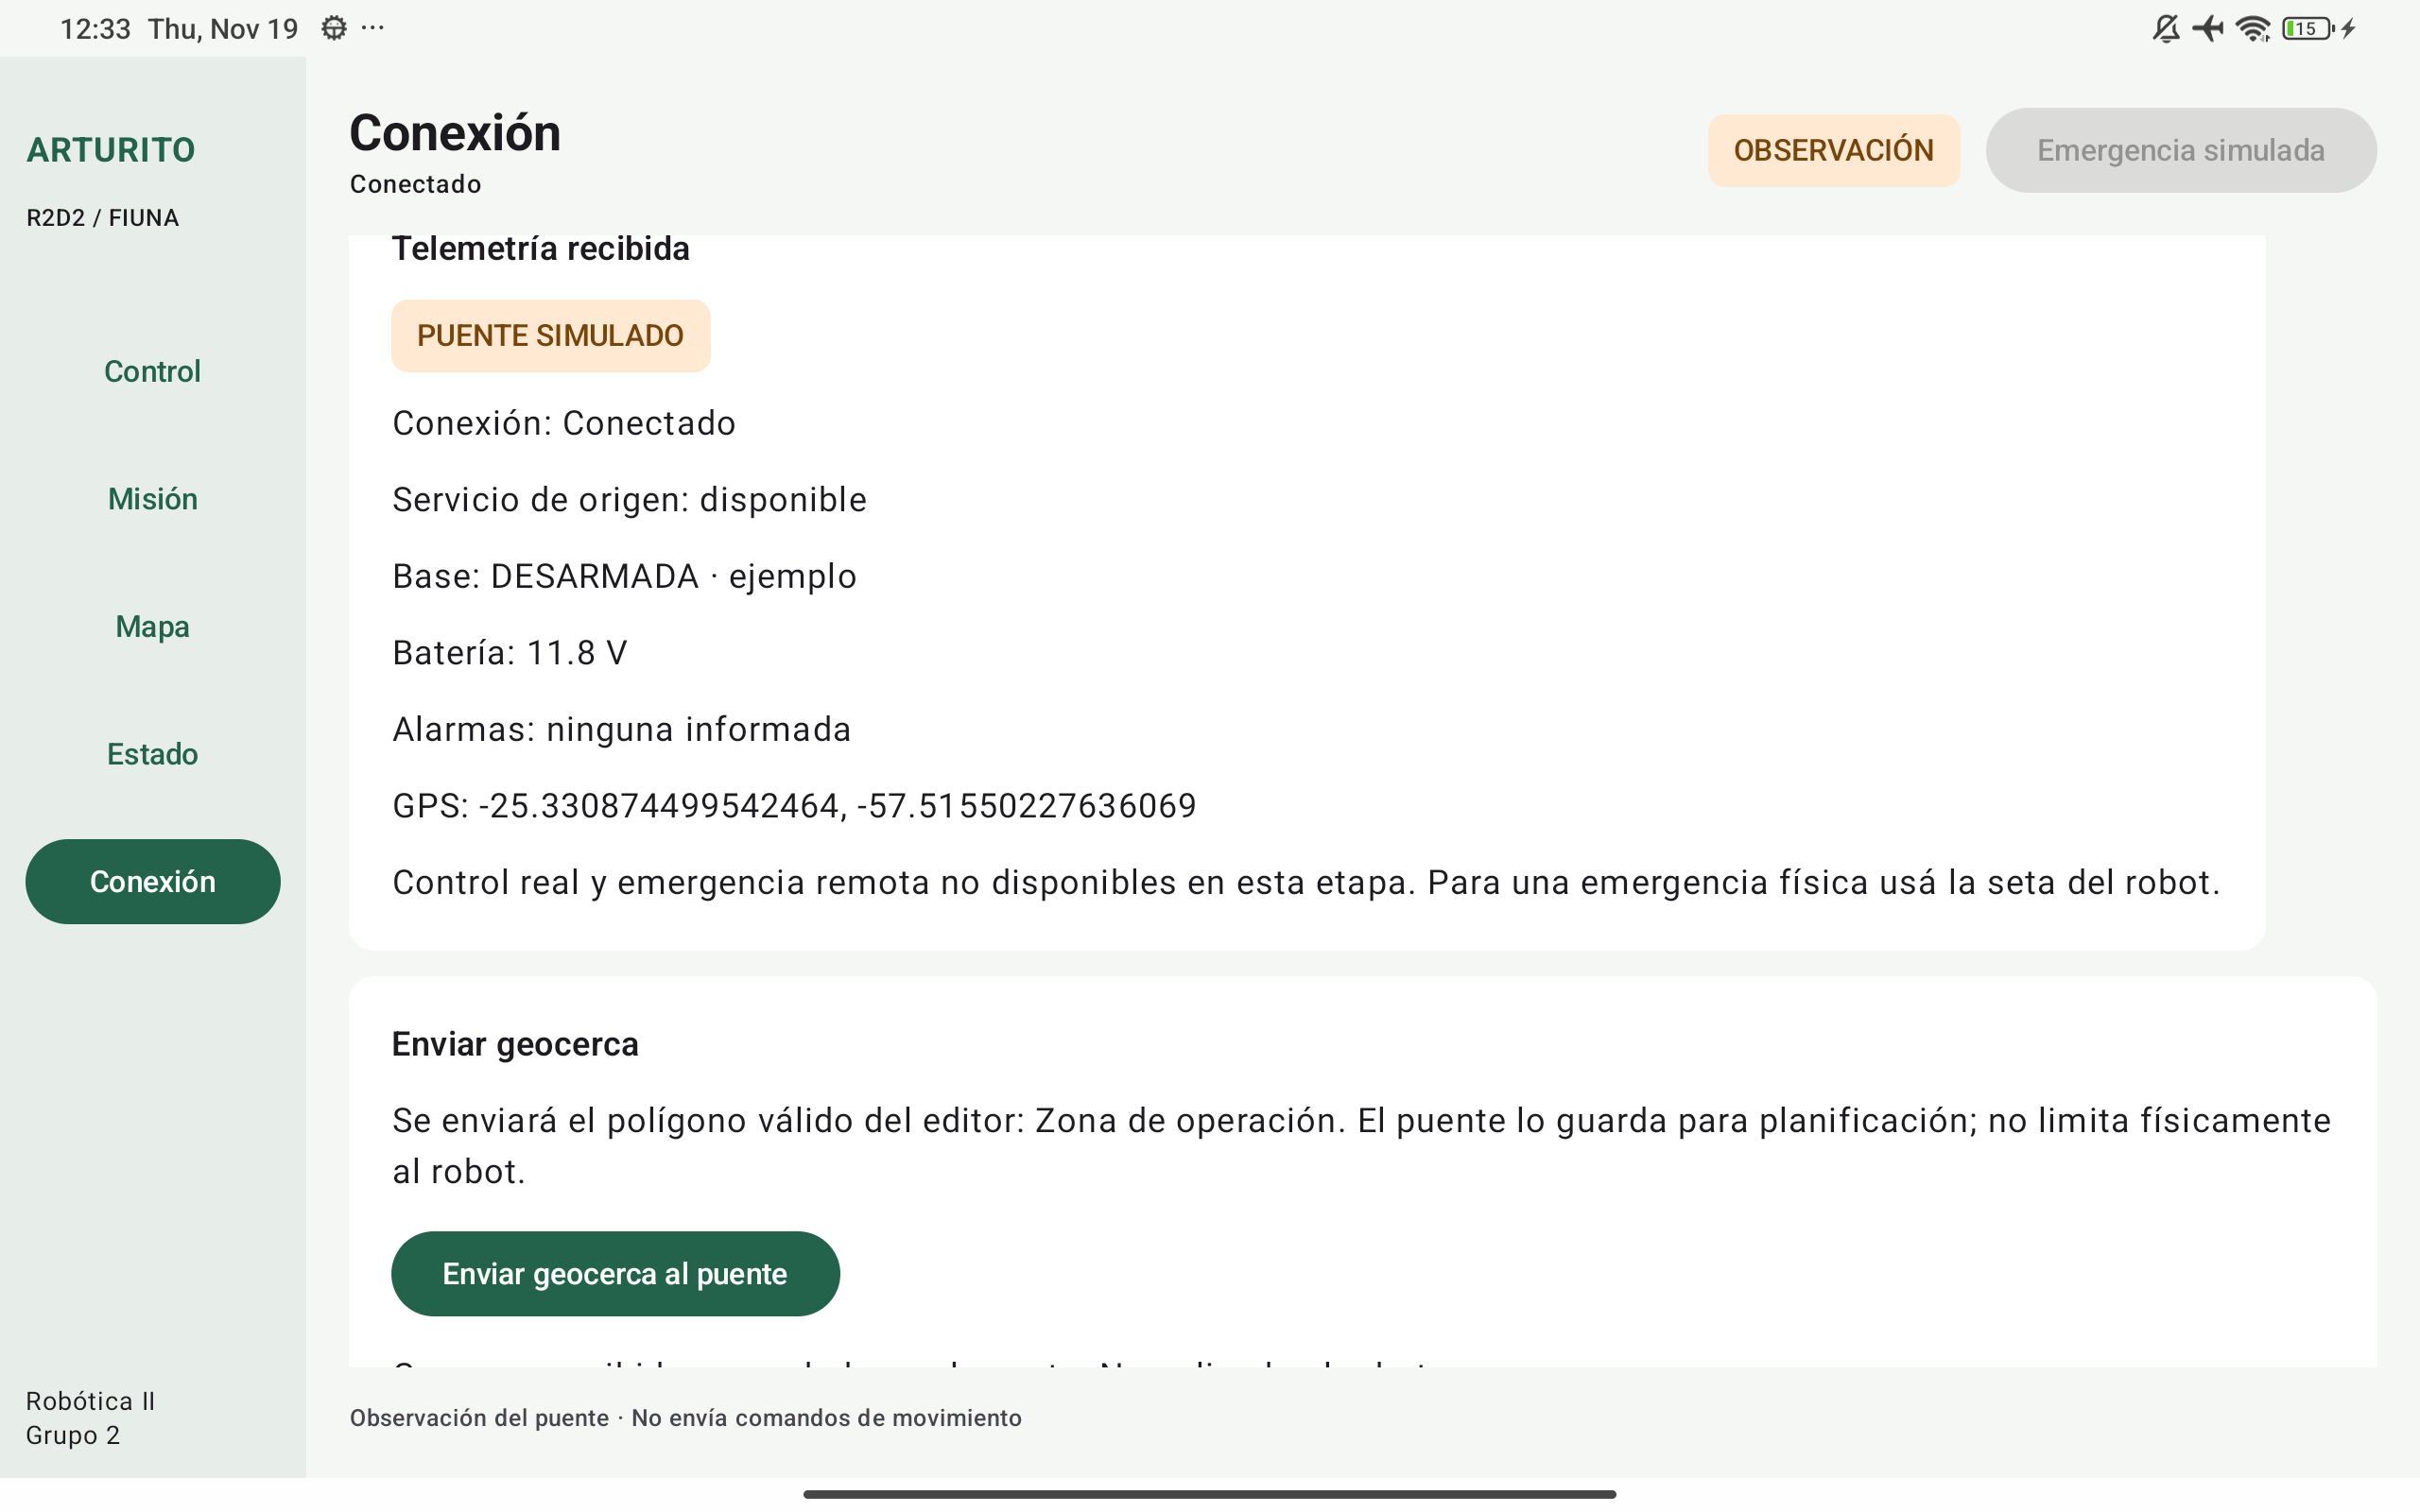 12:33 Thu, Nov 19 ...
15
ARTURITO
R2D2 / FIUNA
Control
Misión
Mapa
Estado
Conexión
Robótica II
Grupo 2
Conexión
Conectado
OBSERVACIÓN
Emergencia simulada
Telemetría recibida
PUENTE SIMULADO
Conexión: Conectado
Servicio de origen: disponible
Base: DESARMADA · ejemplo
Batería: 11.8 V
Alarmas: ninguna informada
GPS: -25.330874499542464, -57.51550227636069
Control real y emergencia remota no disponibles en esta etapa. Para una emergencia física usá la seta del robot.
Enviar geocerca
Se enviará el polígono válido del editor: Zona de operación. El puente lo guarda para planificación; no limita físicamente
al robot.
Enviar geocerca al puente
Observación del puente · No envía comandos de movimiento